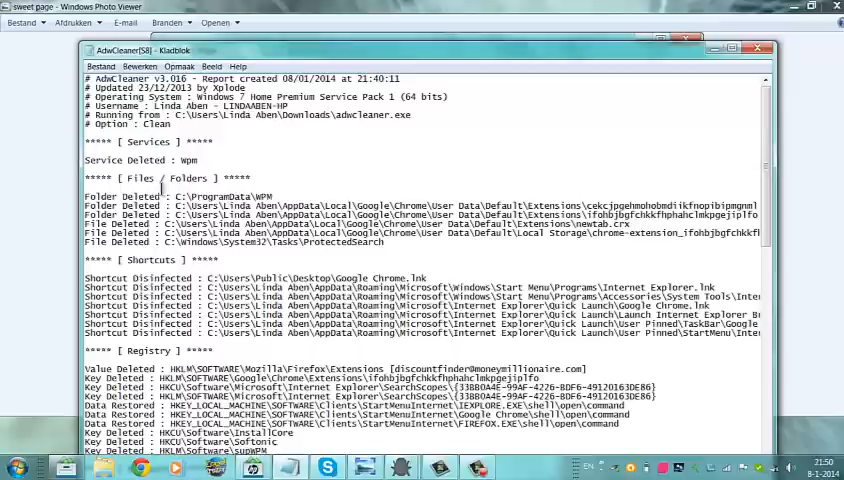 sweet page - Windows Photo Viewer
Bestand Afdrukken E-mail Branden Openen
AdwCleaner[S8] - Kladblok
Bestand Bewerken Opmaak Beeld Help
# AdwCleaner v3.016 - Report created 08/01/2014 at 21:40:11
# Updated 23/12/2013 by Xplode
# Operating System : Windows 7 Home Premium Service Pack 1 (64 bits)
# Username : Linda Aben - LINDAABEN-HP
# Running from : C:\Users\Linda Aben\Downloads\adwcleaner.exe
# Option : Clean
***** [ Services ] *****
Service Deleted : Wpm
***** [ Files / Folders ] *****
Folder Deleted : C:\ProgramData\WPM
Folder Deleted : C:\Users\Linda Aben\AppData\Local\Google\Chrome\User Data\Default\Extensions\cekcjpgehmohobmdiikfnopibipmgnml
Folder Deleted : C:\Users\Linda Aben\AppData\Local\Google\Chrome\User Data\Default\Extensions\ifohbjbgfchkkfhphahclmkpgejiplfo
File Deleted : C:\Users\Linda Aben\AppData\Local\Google\Chrome\User Data\Default\Extensions\newtab.crx
File Deleted : C:\Users\Linda Aben\AppData\Local\Google\Chrome\User Data\Default\Local Storage\chrome-extension_ifohbjbgfchkkfh
File Deleted : C:\Windows\System32\Tasks\ProtectedSearch
***** [ Shortcuts ] *****
Shortcut Disinfected : C:\Users\Public\Desktop\Google Chrome.lnk
Shortcut Disinfected : C:\Users\Linda Aben\AppData\Roaming\Microsoft\Windows\Start Menu\Programs\Internet Explorer.lnk
Shortcut Disinfected : C:\Users\Linda Aben\AppData\Roaming\Microsoft\Windows\Start Menu\Programs\Accessories\System Tools\Inte
Shortcut Disinfected : C:\Users\Linda Aben\AppData\Roaming\Microsoft\Internet Explorer\Quick Launch\Google Chrome.lnk
Shortcut Disinfected : C:\Users\Linda Aben\AppData\Roaming\Microsoft\Internet Explorer\Quick Launch\Launch Internet Explorer Br
Shortcut Disinfected : C:\Users\Linda Aben\AppData\Roaming\Microsoft\Internet Explorer\Quick Launch\User Pinned\TaskBar\Google
Shortcut Disinfected : C:\Users\Linda Aben\AppData\Roaming\Microsoft\Internet Explorer\Quick Launch\User Pinned\StartMenu\Inter
***** [ Registry ] *****
Value Deleted : HKLM\SOFTWARE\Mozilla\Firefox\Extensions [discountfinder@moneymillionaire.com]
Key Deleted : HKLM\SOFTWARE\Google\Chrome\Extensions\ifohbjbgfchkkfhphahclmkpgejiplfo
Key Deleted : HKCU\Software\Microsoft\Internet Explorer\SearchScopes\{33BB0A4E-99AF-4226-BDF6-49120163DE86}
Key Deleted : HKLM\SOFTWARE\Microsoft\Internet Explorer\SearchScopes\{33BB0A4E-99AF-4226-BDF6-49120163DE86}
Data Restored : HKEY_LOCAL_MACHINE\SOFTWARE\Clients\StartMenuInternet\IEXPLORE.EXE\shell\open\command
Data Restored : HKEY_LOCAL_MACHINE\SOFTWARE\Clients\StartMenuInternet\Google Chrome\shell\open\command
Data Restored : HKEY_LOCAL_MACHINE\SOFTWARE\Clients\StartMenuInternet\FIREFOX.EXE\shell\open\command
Key Deleted : HKCU\Software\InstallCore
Key Deleted : HKCU\Software\Softonic
Key Deleted : HKLM\Software\supWPM
EN
21:50
8-1-2014